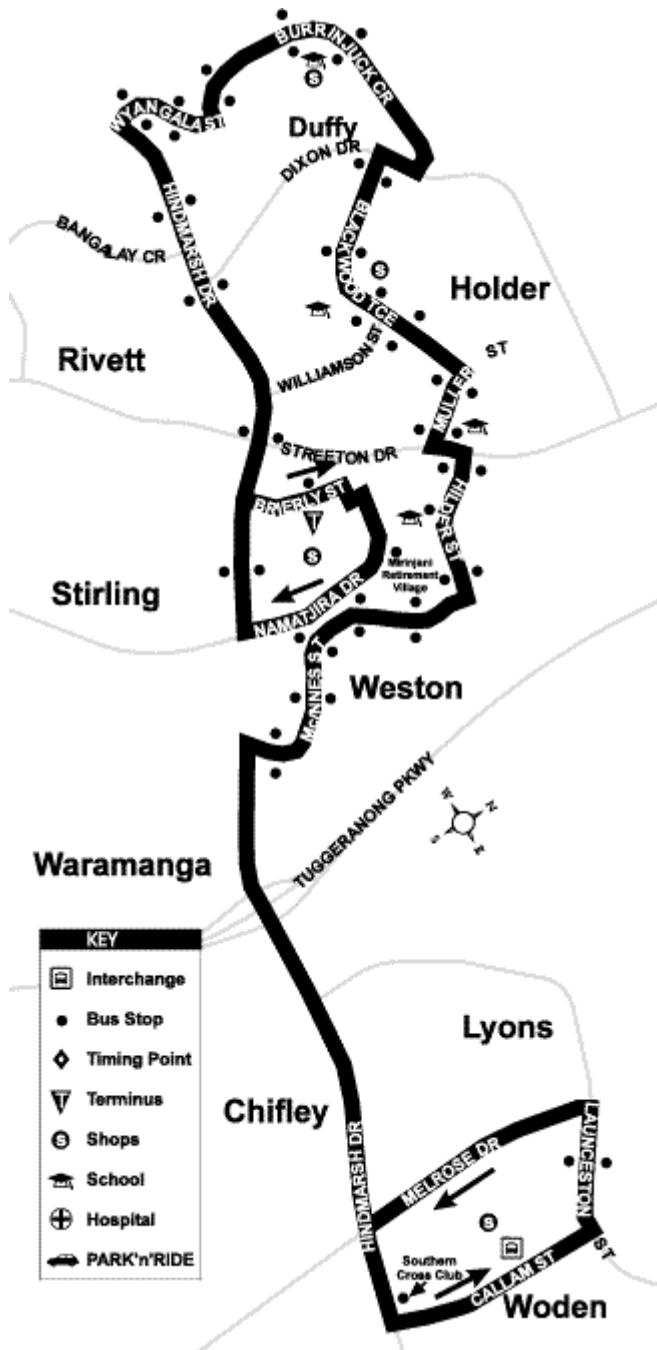 BURRINJUCK CR
WYANGALA ST
Duffy
DIXON DR
HINDMARSH DR
BANGALAY CR
BLACKWOOD TCE
Holder
Rivett
WILLIAMSON ST
MULLER
ST
STREETON DR
BRIERLY ST
T
HILDER ST
S
Mirinjani
Retirement
Village
Stirling
NAMATJIRA DR
McINNES ST
Weston
W
N
S
E
TUGGERANONG PKWY
Waramanga
KEY
Interchange
Bus Stop
Timing Point
T
Terminus
S
Shops
School
Hospital
PARK'n'RIDE
Lyons
Chifley
HINDMARSH DR
MELROSE DR
LAUNCESTON
ST
S
Southern
Cross Club
CALLAM ST
Woden
S
S